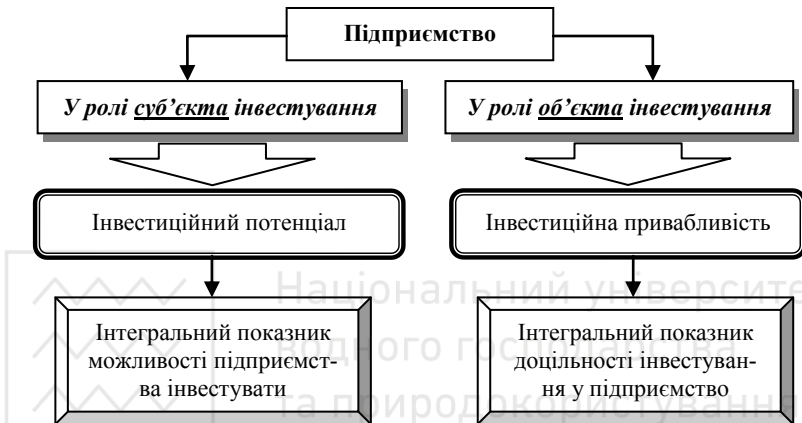 Підприємство
У ролі суб’єкта інвестування
У ролі об’єкта інвестування
Інвестиційний потенціал
Інвестиційна привабливість
Інтегральний показник
можливості підприємст-
ва інвестувати
Інтегральний показник
доцільності інвестуван-
ня у підприємство
Національний університе
водного господарства
та природокористування